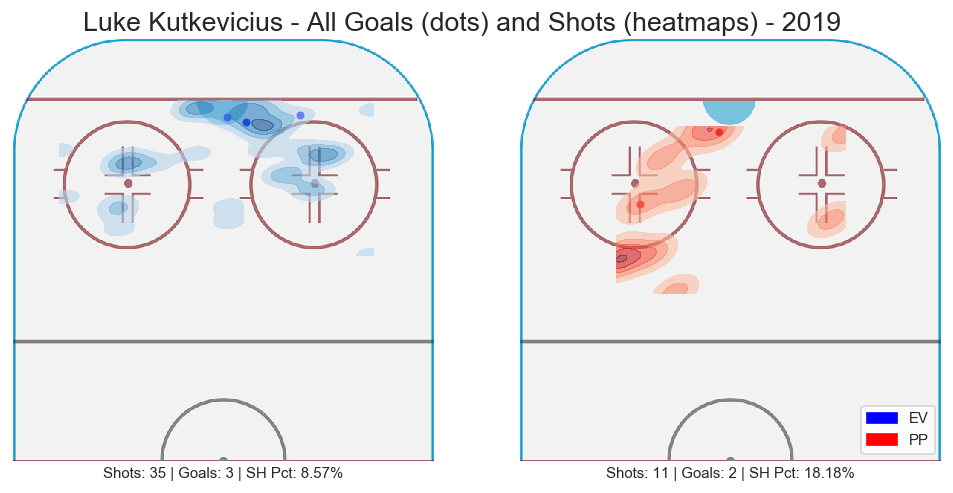 Luke Kutkevicius - All Goals (dots) and Shots (heatmaps) - 2019
EV
PP
Shots: 35 | Goals: 3 | SH Pct: 8.57%
Shots: 11 | Goals: 2 | SH Pct: 18.18%